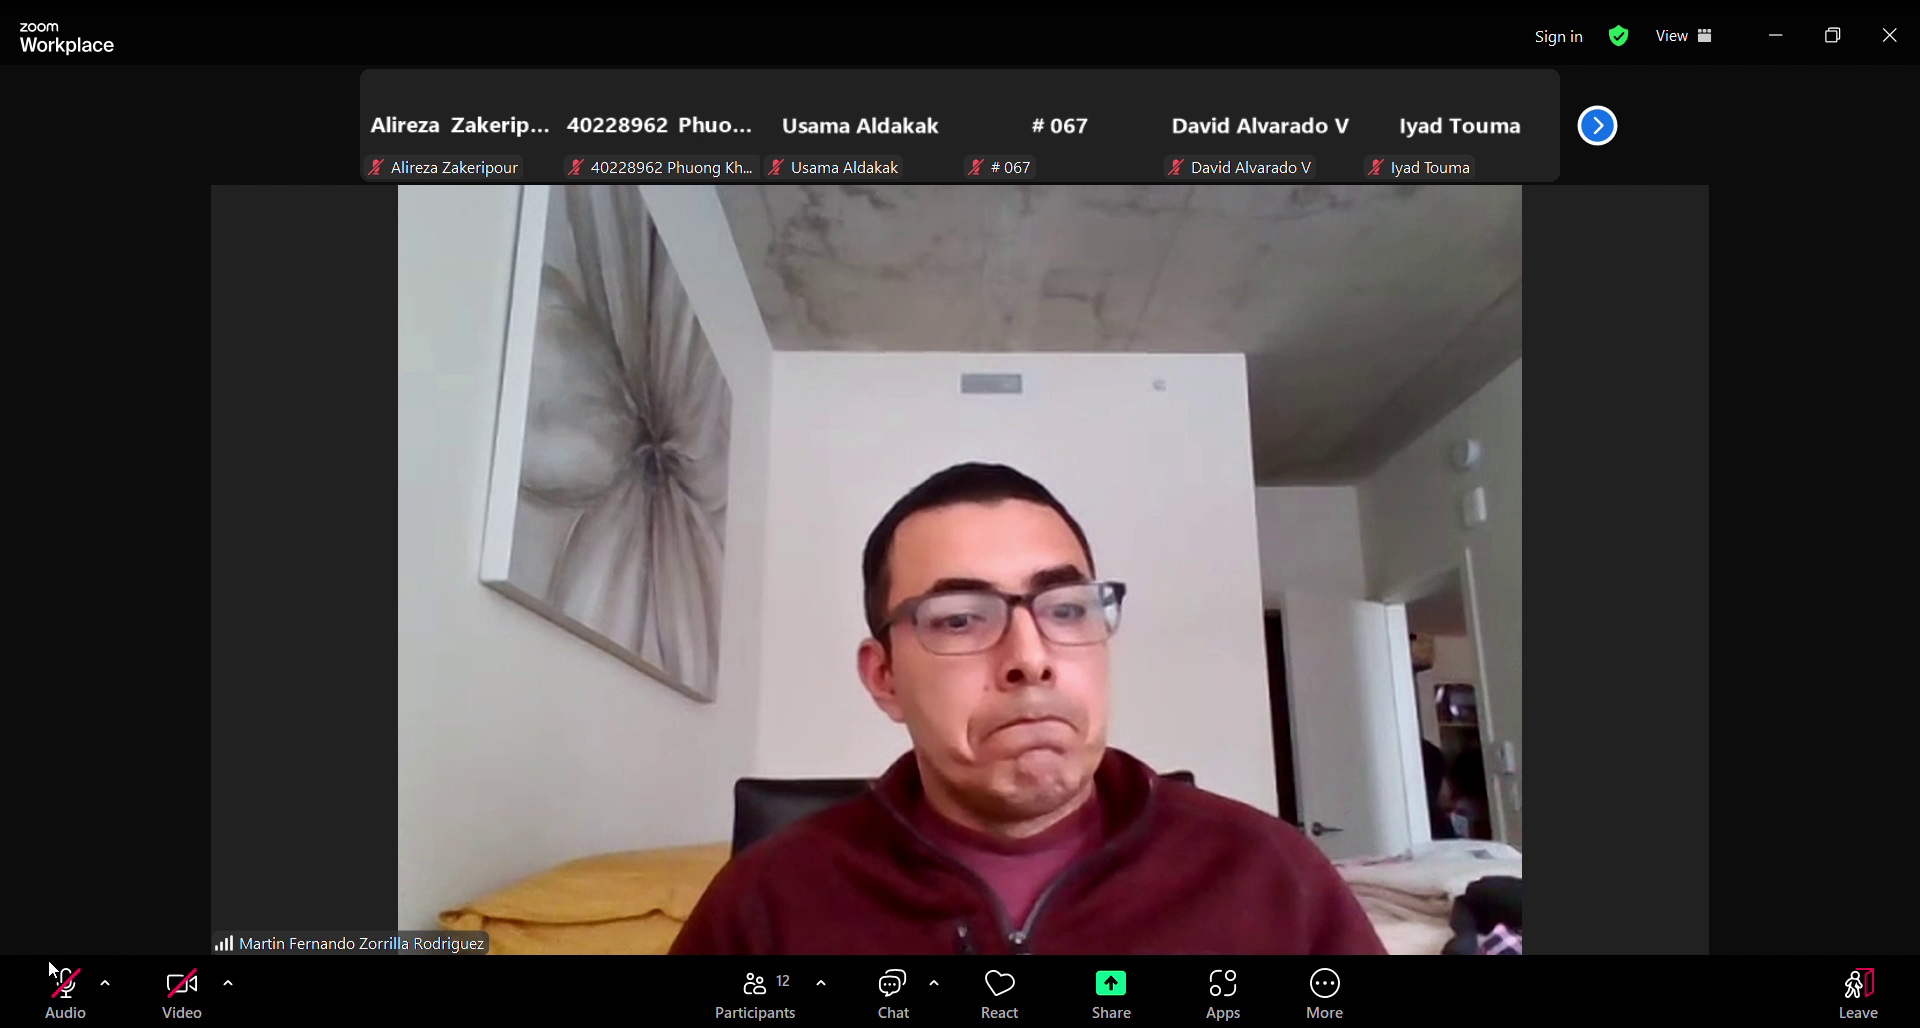 zoom
Workplace
Sign in
View
Alireza Zakerip...
40228962 Phuo...
Usama Aldakak
# 067
David Alvarado V
Iyad Touma
Alireza Zakeripour
40228962 Phuong Kh...
Usama Aldakak
# 067
David Alvarado V
Iyad Touma
Martin Fernando Zorrilla Rodriguez
Audio
Video
12
Participants
Chat
React
Share
Apps
More
Leave